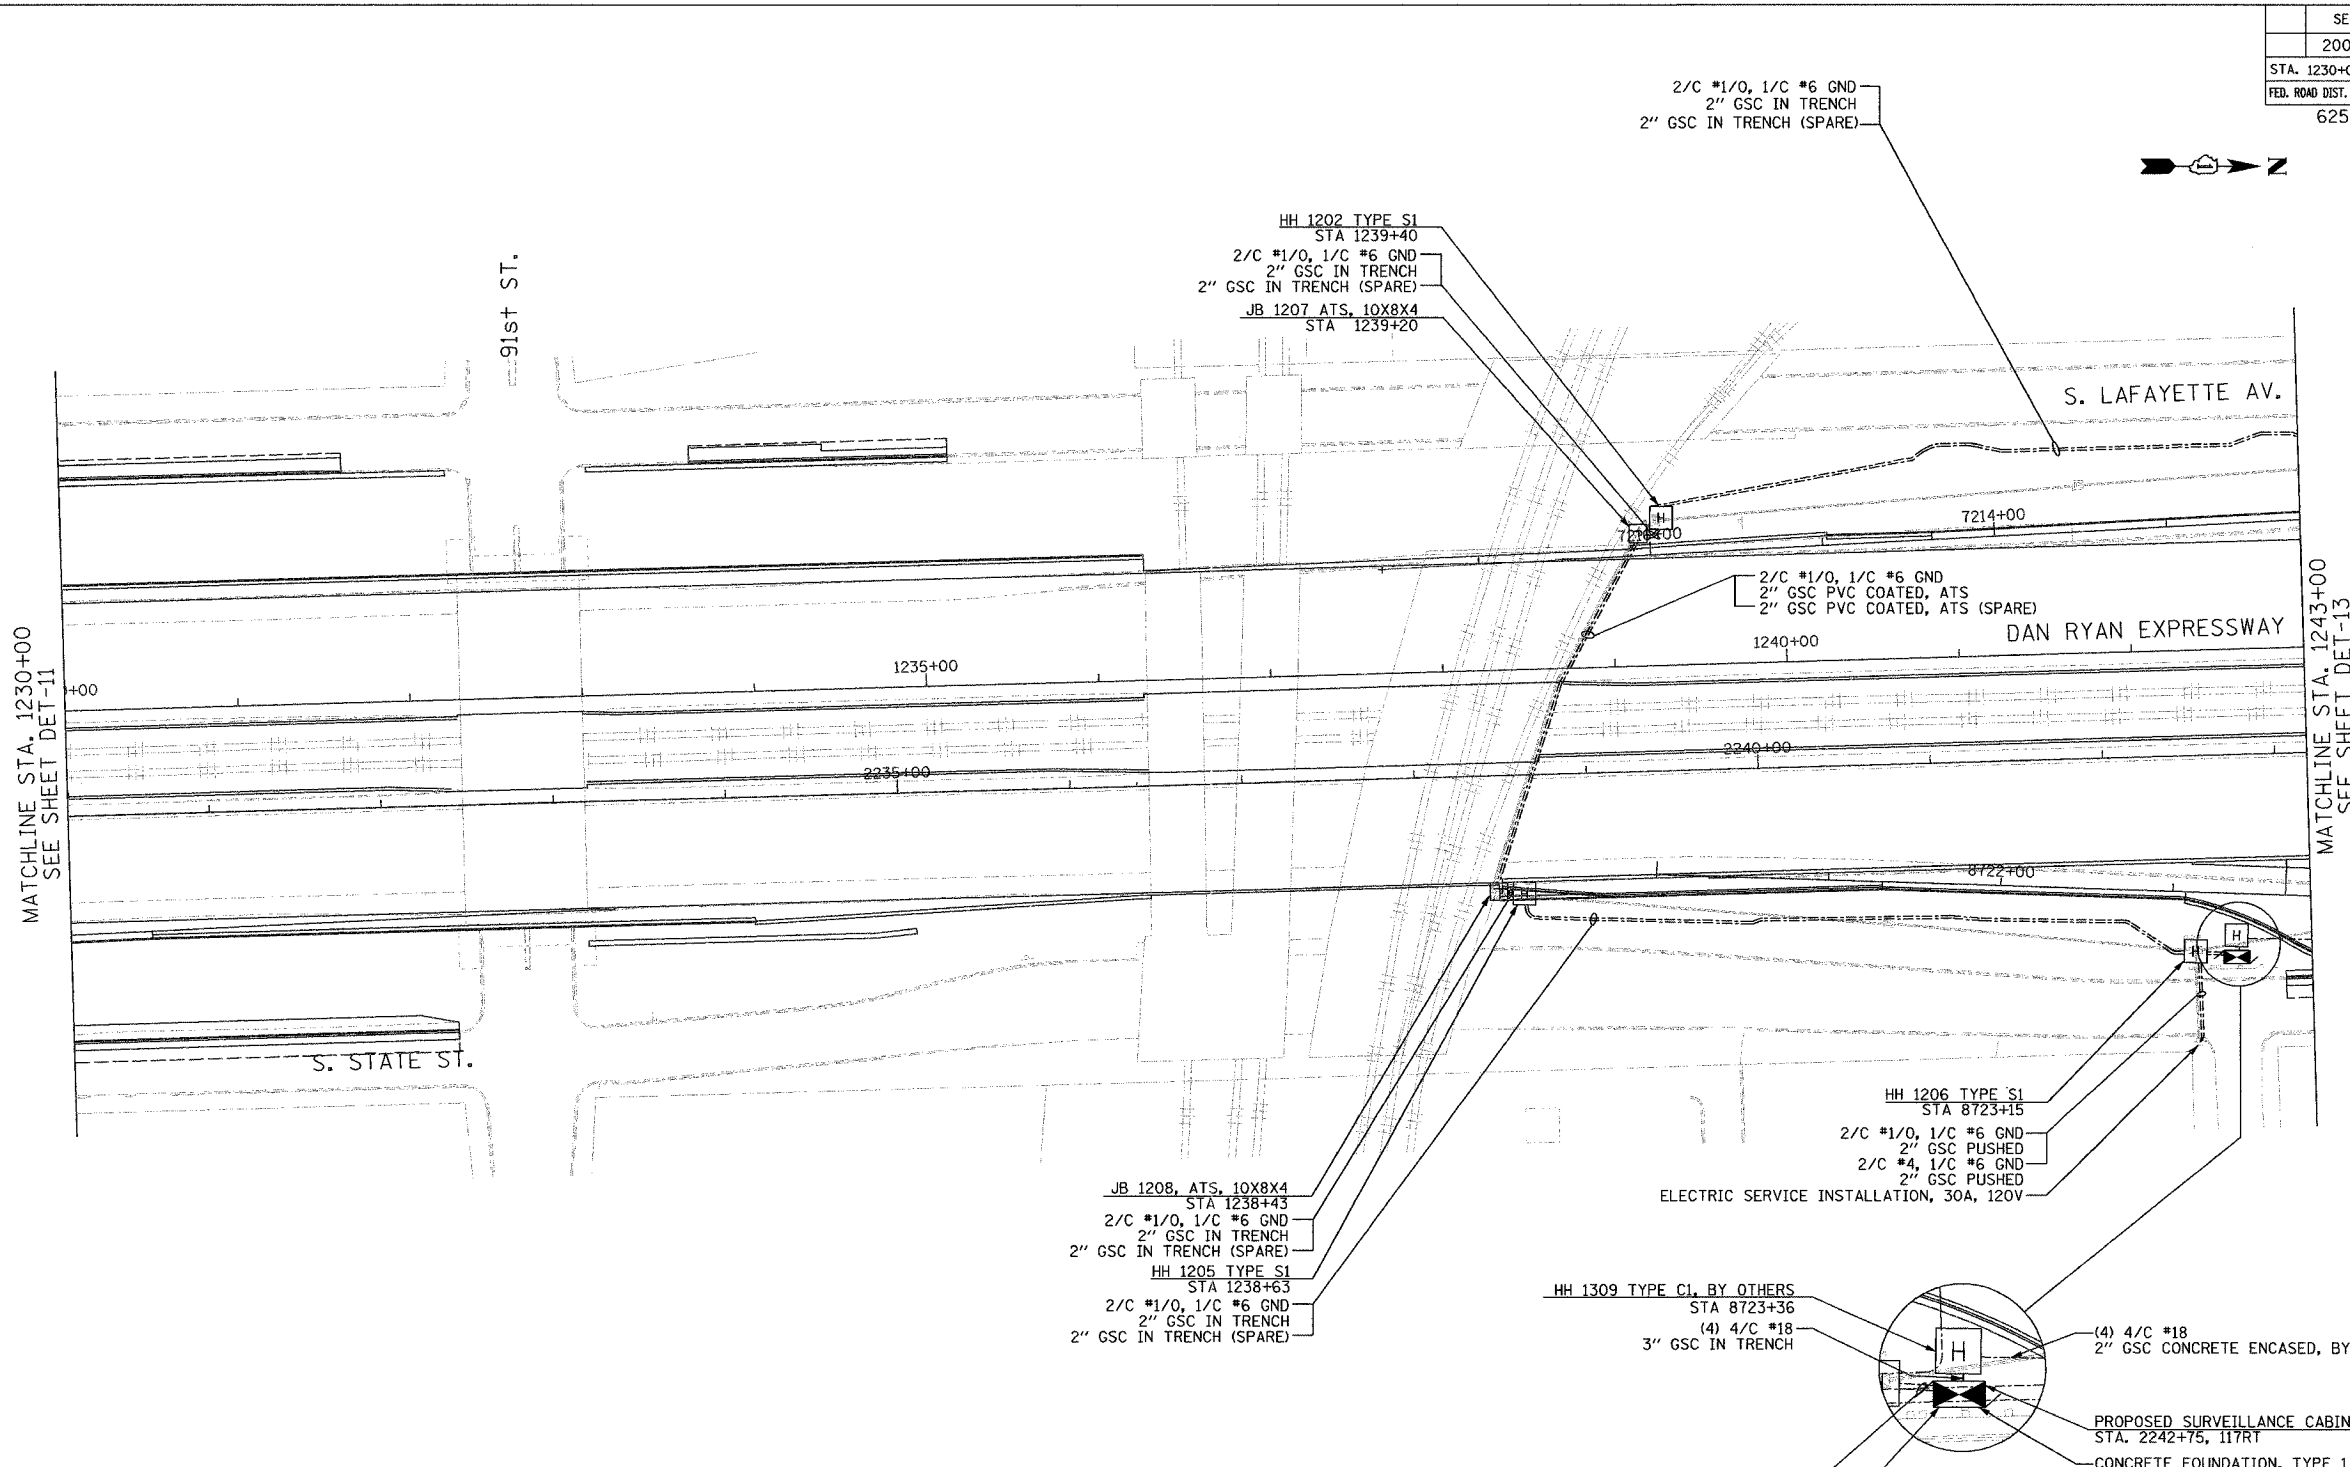 SE
200
STA. 1230+0
FED. ROAD DIST.
625
2/C #1/0, 1/C #6 GND
2" GSC IN TRENCH
2" GSC IN TRENCH (SPARE)
N
HH 1202 TYPE S1
STA 1239+40
2/C #1/0, 1/C #6 GND
2" GSC IN TRENCH
2" GSC IN TRENCH (SPARE)
JB 1207 ATS, 10X8X4
STA 1239+20
91st ST.
S. LAFAYETTE AV.
H
7214+00
2/C #1/0, 1/C #6 GND
2" GSC PVC COATED, ATS
2" GSC PVC COATED, ATS (SPARE)
DAN RYAN EXPRESSWAY
1240+00
1235+00
+00
2240+00
2235+00
MATCHLINE STA. 1230+00
SEE SHEET DET-11
MATCHLINE STA. 1243+00
SEE SHEET DET-13
8722+00
H
H
H
S. STATE ST.
HH 1206 TYPE S1
STA 8723+15
2/C #1/0, 1/C #6 GND
2" GSC PUSHED
2/C #4, 1/C #6 GND
2" GSC PUSHED
ELECTRIC SERVICE INSTALLATION, 30A, 120V
JB 1208, ATS, 10X8X4
STA 1238+43
2/C #1/0, 1/C #6 GND
2" GSC IN TRENCH
2" GSC IN TRENCH (SPARE)
HH 1205 TYPE S1
STA 1238+63
2/C #1/0, 1/C #6 GND
2" GSC IN TRENCH
2" GSC IN TRENCH (SPARE)
HH 1309 TYPE C1, BY OTHERS
STA 8723+36
(4) 4/C #18
3" GSC IN TRENCH
H
(4) 4/C #18
2" GSC CONCRETE ENCASED, BY
PROPOSED SURVEILLANCE CABIN
STA. 2242+75, 117RT
CONCRETE FOUNDATION, TYPE 1